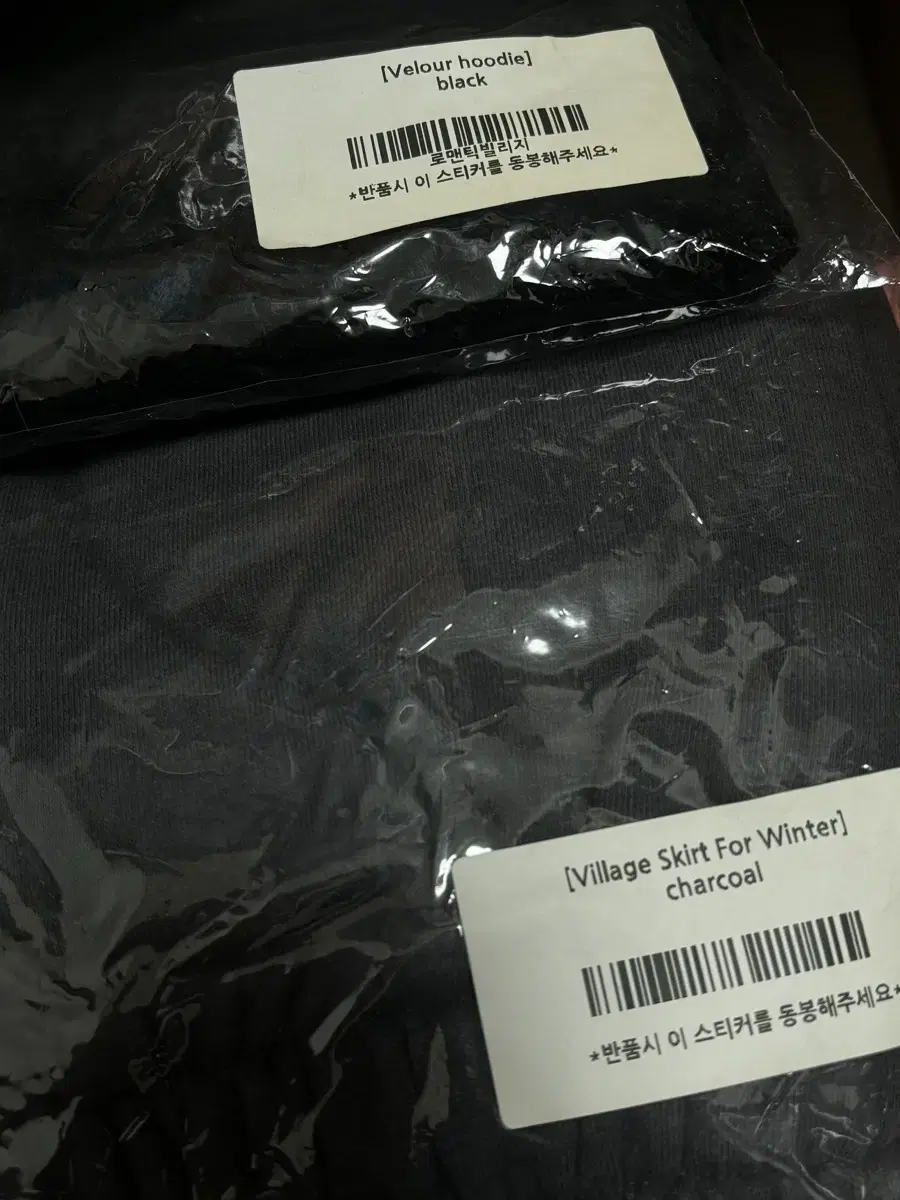 [Velour hoodie]
black
로맨틱빌리지
*반품시 이 스티커를 동봉해주세요*
[Village Skirt For Winter]
charcoal
*반품시 이 스티커를 동봉해주세요*